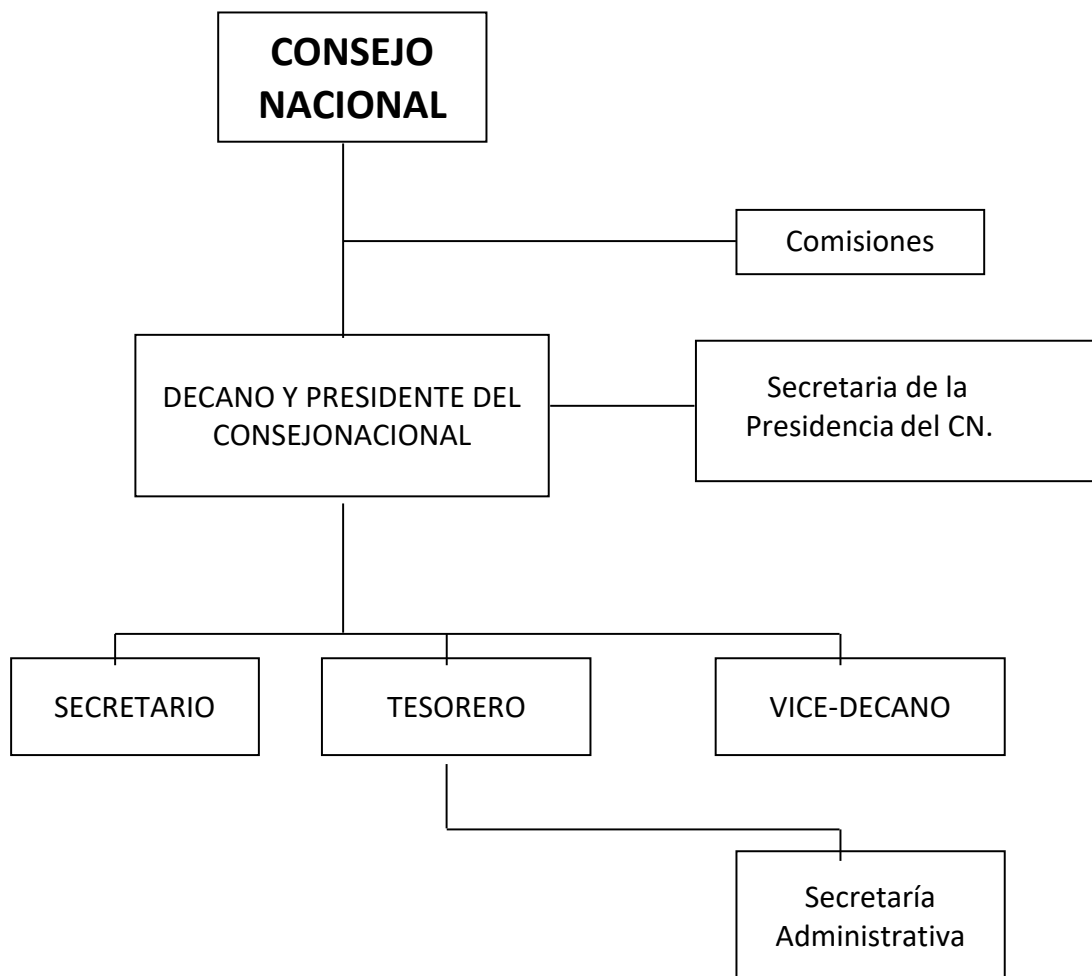 CONSEJO
NACIONAL
Comisiones
DECANO Y PRESIDENTE DEL
CONSEJONACIONAL
Secretaria de la
Presidencia del CN.
SECRETARIO
TESORERO
VICE-DECANO
Secretaría
Administrativa